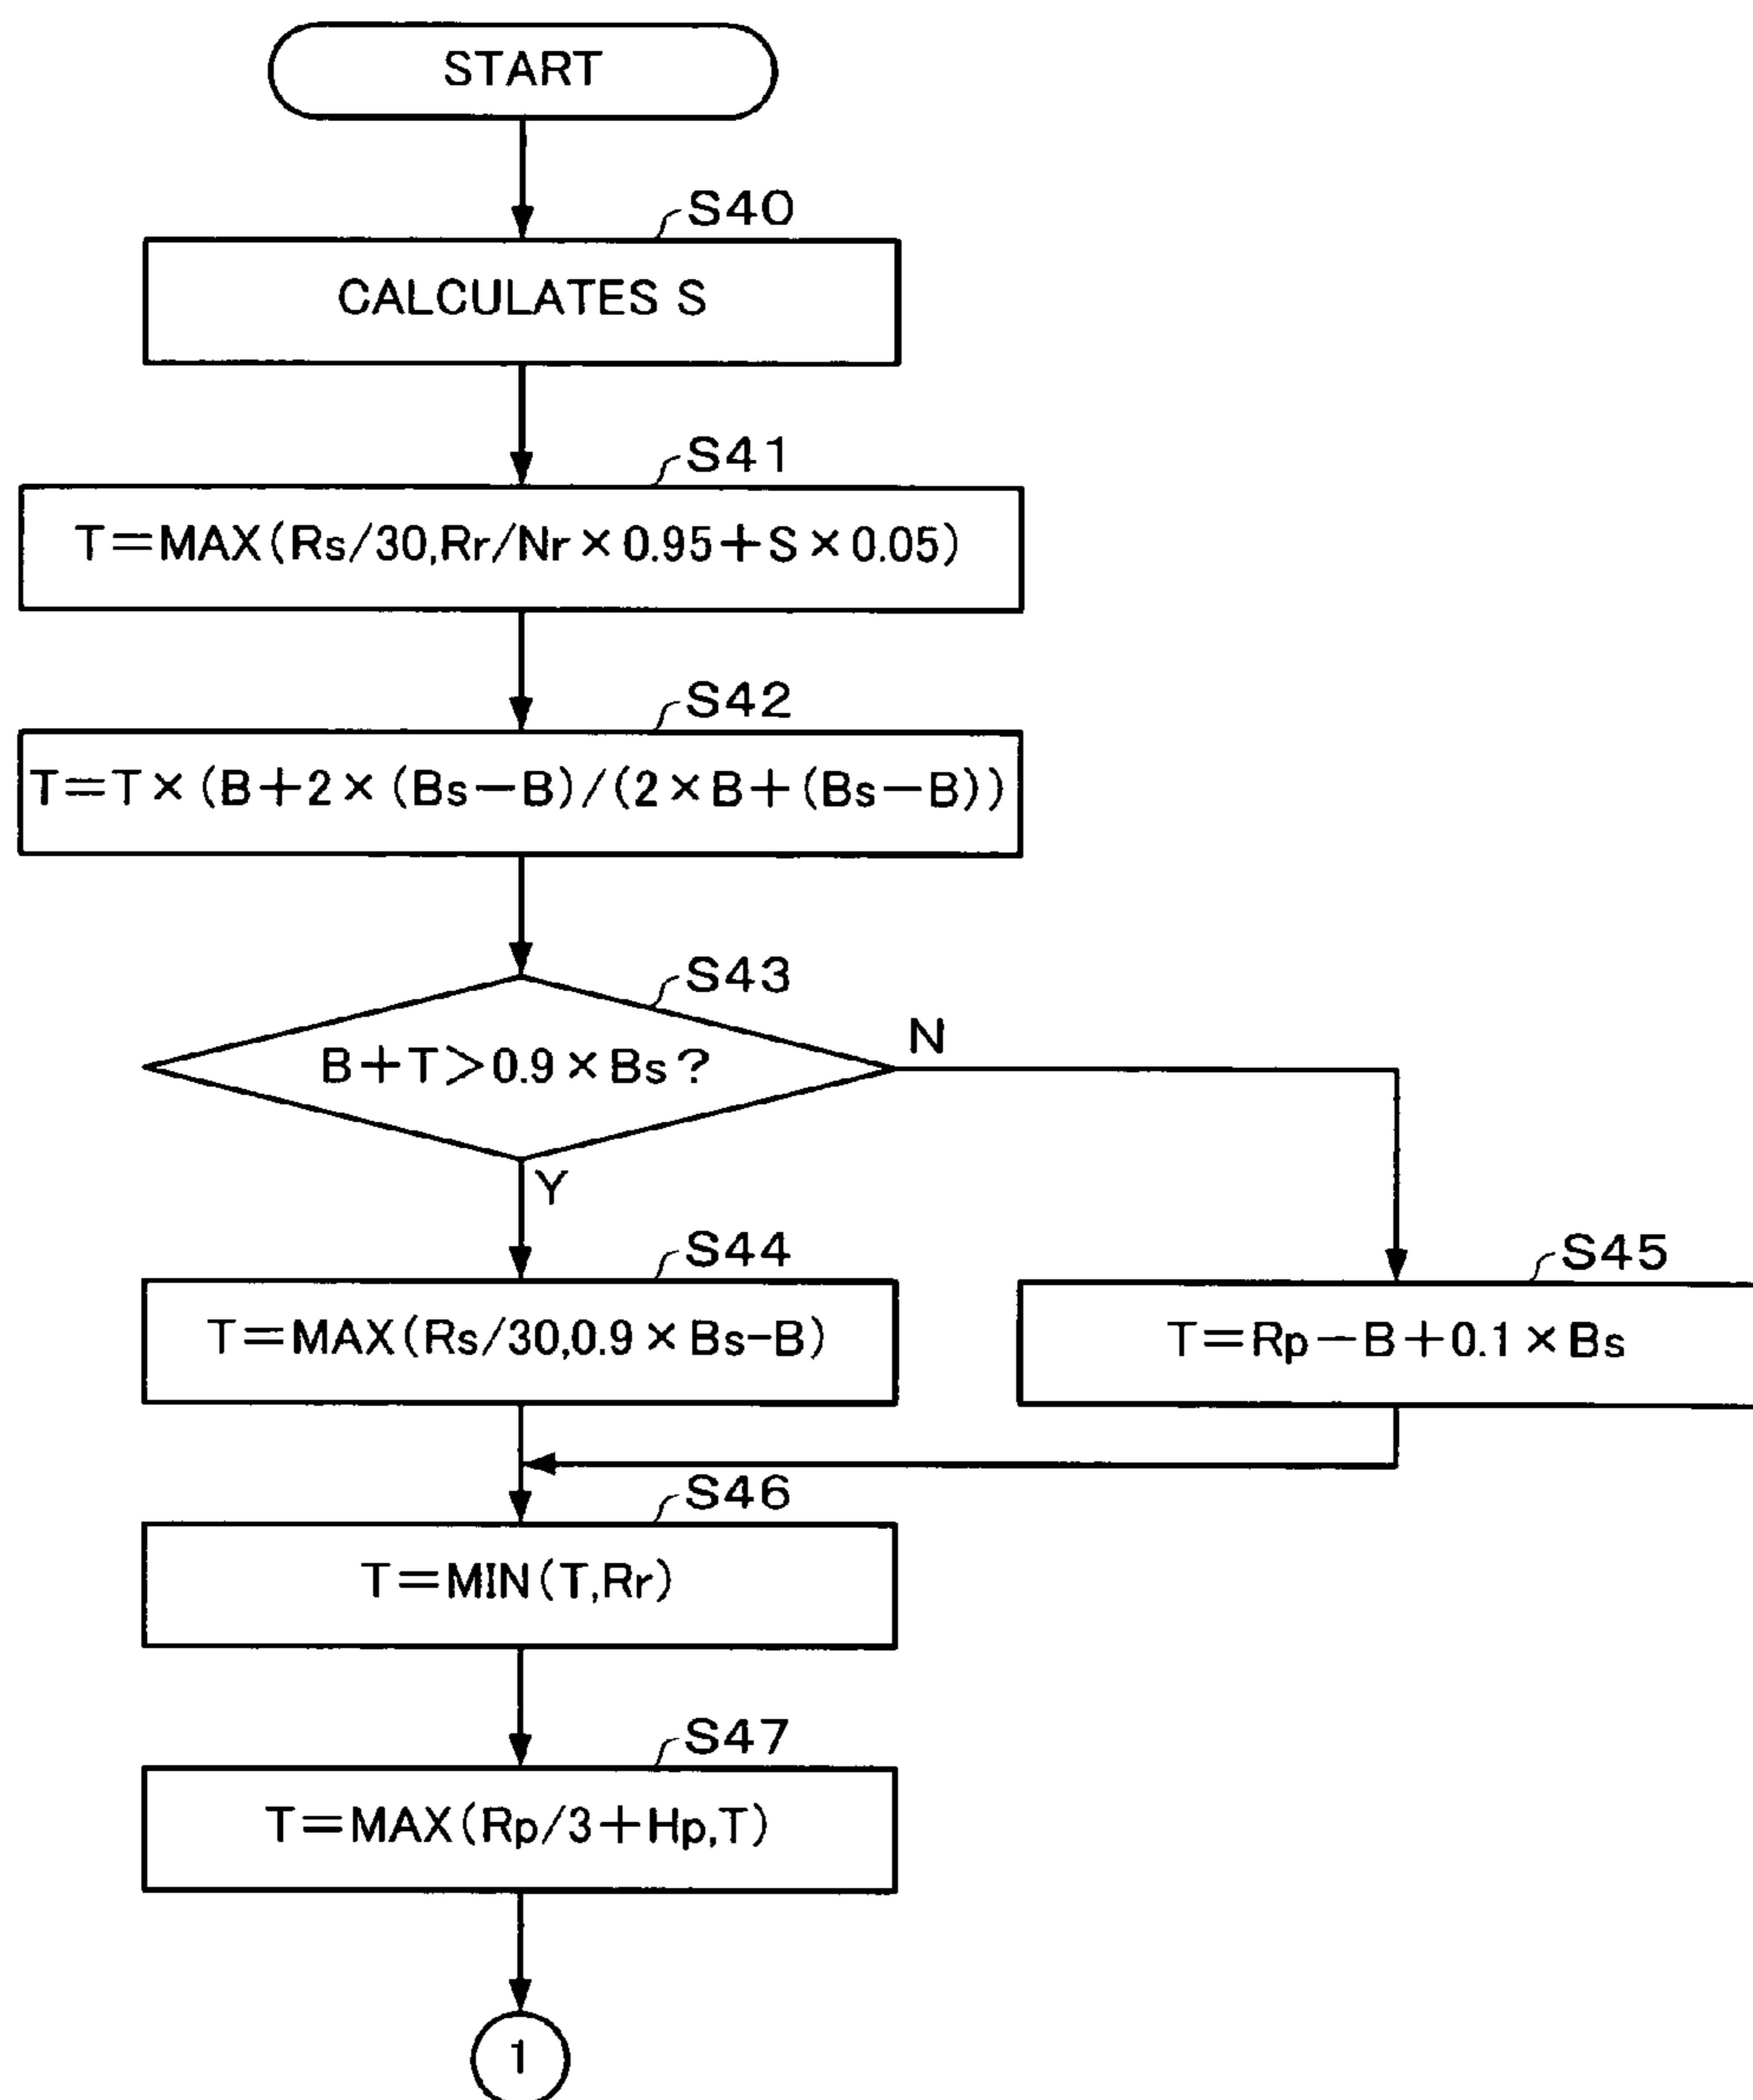 START
S40
CALCULATES S
S41
T=MAX(Rs/30,Rr/Nr×0.95+S×0.05)
S42
T=T×(B+2×(Bs−B)/(2×B+(Bs−B))
S43
B+T>0.9×Bs?
N
Y
S44
T=MAX(Rs/30,0.9×Bs-B)
S45
T=Rp−B+0.1×Bs
S46
T=MIN(T,Rr)
S47
T=MAX(Rp/3+Hp,T)
1